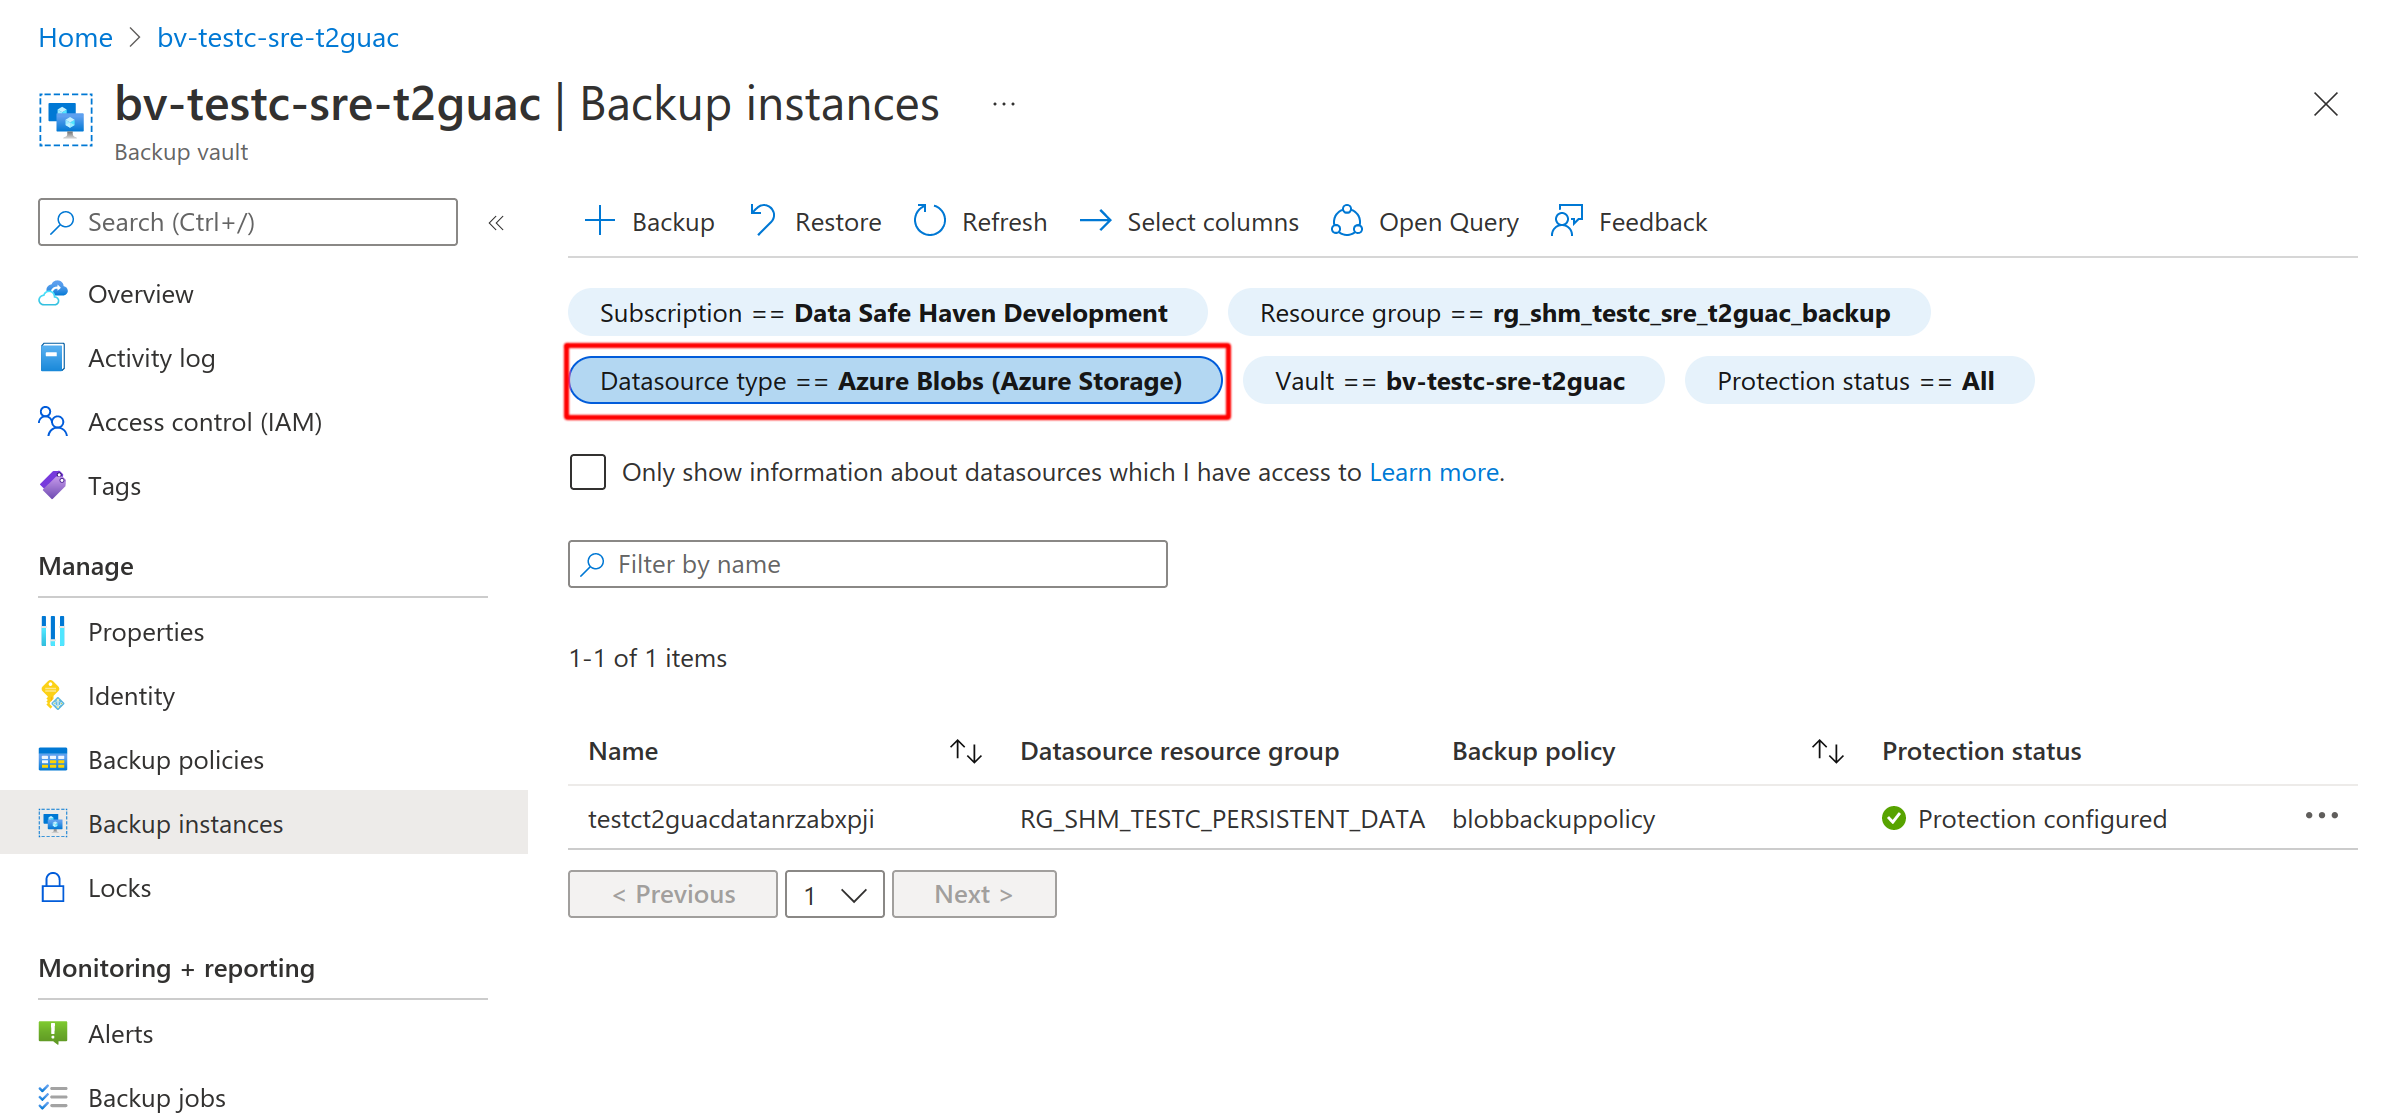 Home > bv-testc-sre-t2guac
bv-testc-sre-t2guac | Backup instances ...
Backup vault
Search (Ctrl+/) «
Overview
Activity log
Access control (IAM)
Tags
Manage
Properties
Identity
Backup policies
Backup instances
Locks
Monitoring + reporting
Alerts
Backup jobs
Backup Restore Refresh Select columns Open Query Feedback
Subscription == Data Safe Haven Development Resource group == rg_shm_testc_sre_t2guac_backup
Datasource type == Azure Blobs (Azure Storage) Vault == bv-testc-sre-t2guac Protection status == All
Only show information about datasources which I have access to Learn more.
Filter by name
1-1 of 1 items
Name Datasource resource group Backup policy Protection status
testct2guacdatanrzabxpji RG_SHM_TESTC_PERSISTENT_DATA blobbackuppolicy Protection configured ...
< Previous 1 Next >